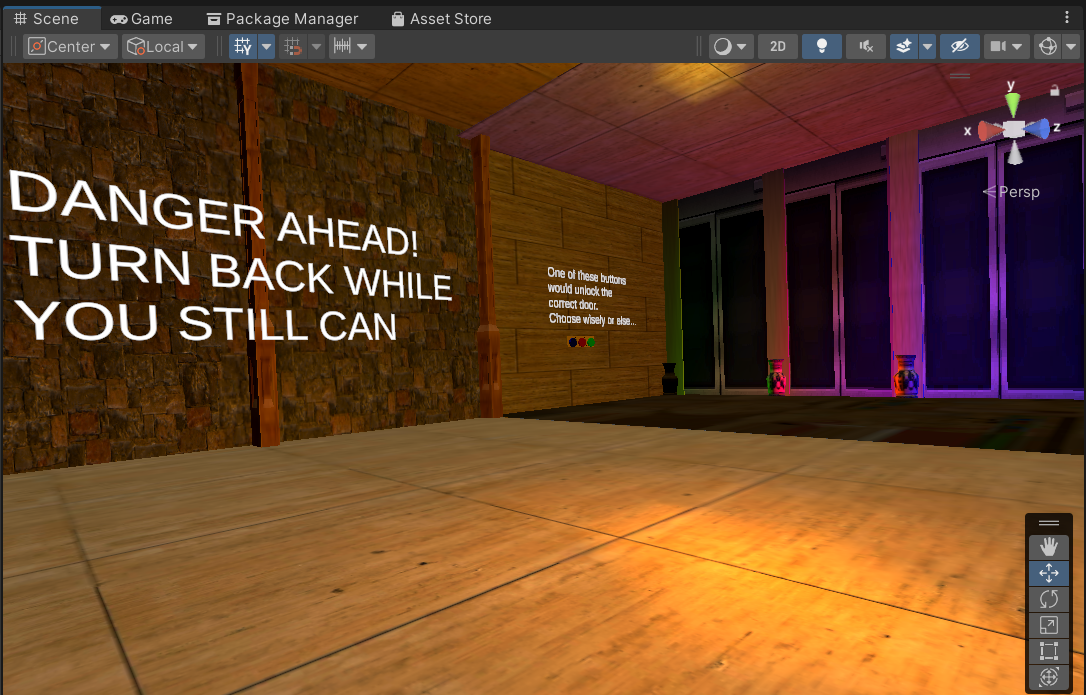 Scene
Game
Package Manager
Asset Store
Center
Local
2D
y
x
z
Persp
DANGER AHEAD!
TURN BACK WHILE
YOU STILL CAN
One of these buttons
would unlock the
correct door.
Choose wisely or else...